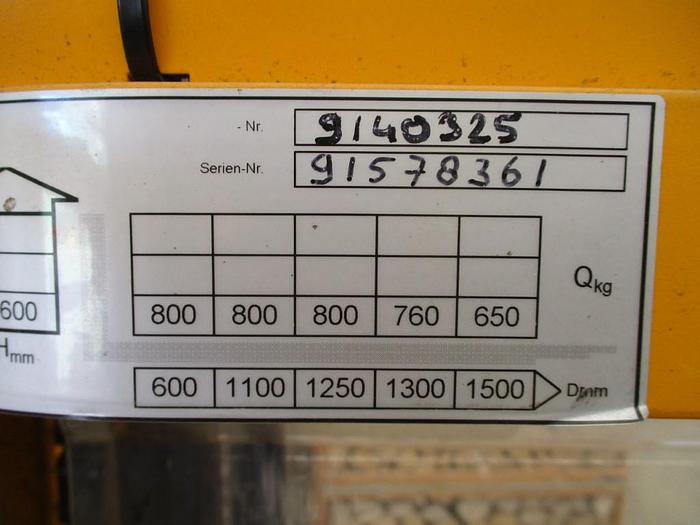 - Nr. 9140325
Serien-Nr. 91578361
Qkg
600 800 800 800 760 650
Hmm
600 1100 1250 1300 1500 Dmm